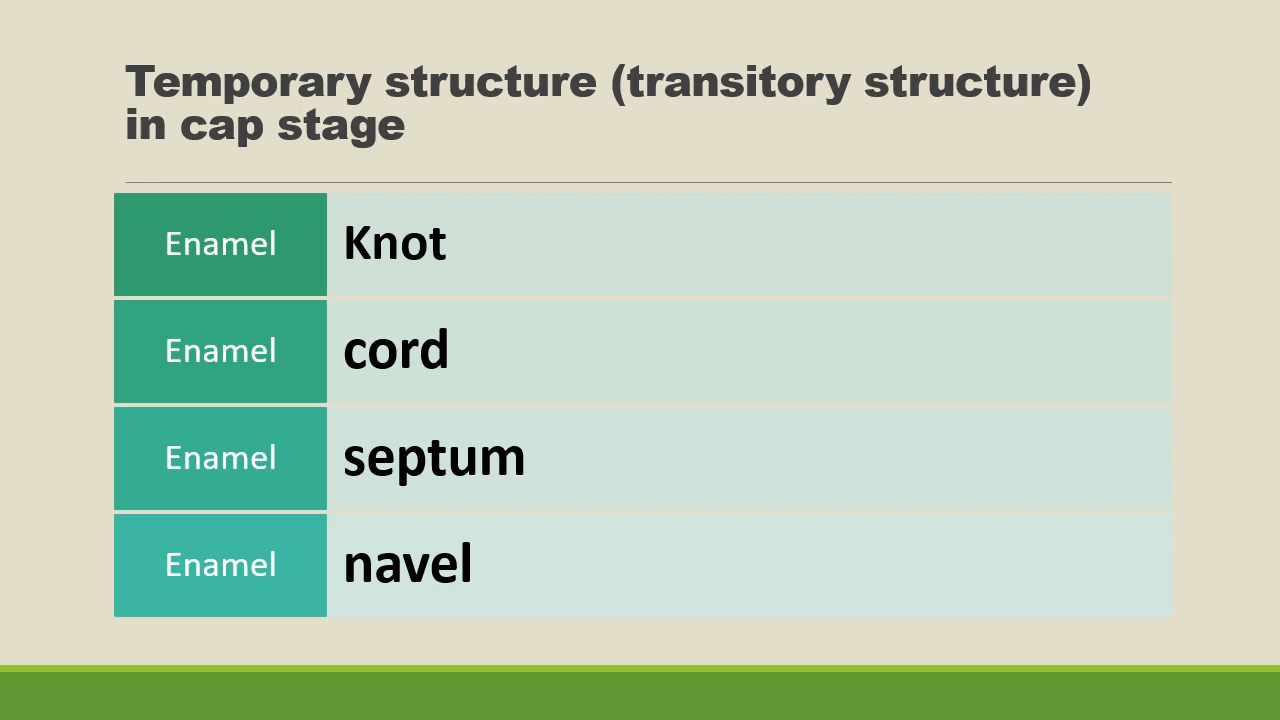 Temporary structure (transitory structure)
in cap stage
Enamel Knot
Enamel cord
Enamel septum
Enamel navel